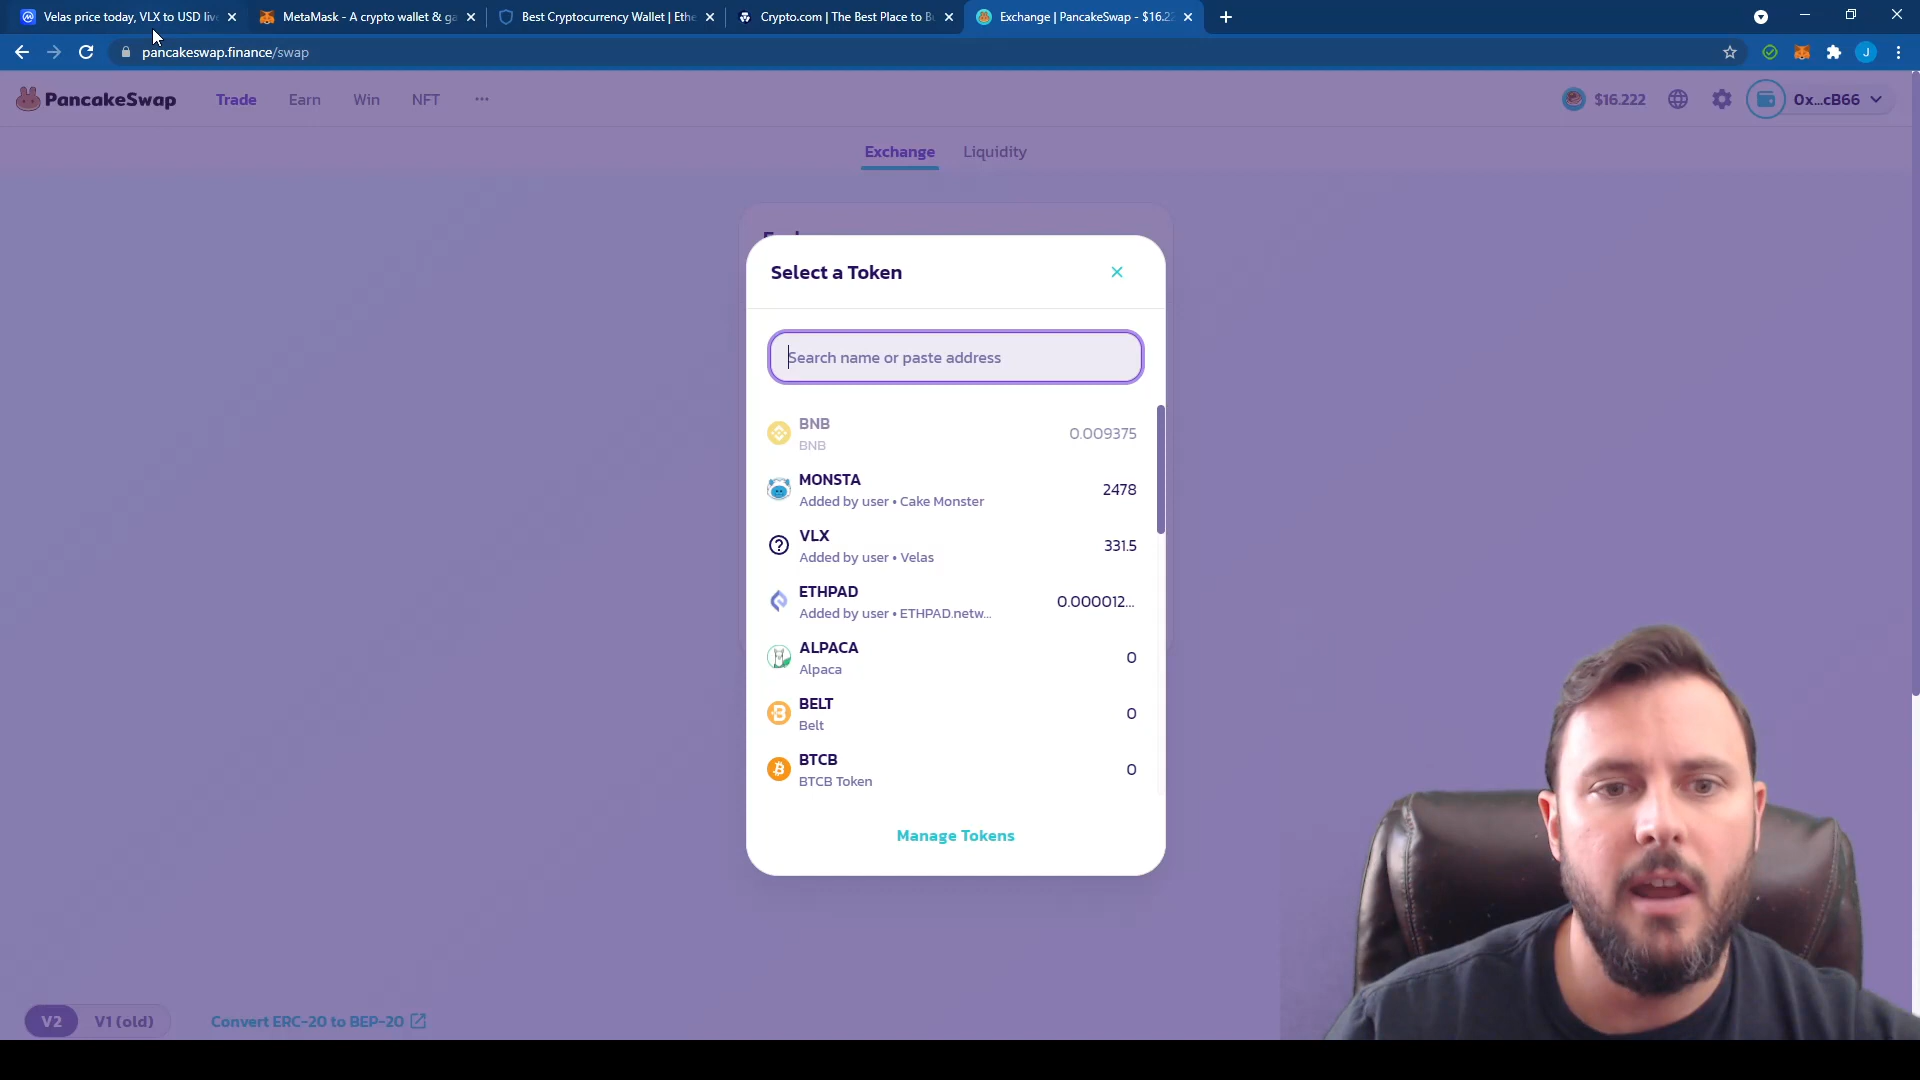 Velas price today, VLX to USD liv
MetaMask - A crypto wallet & ga
Best Cryptocurrency Wallet | Ethe
Crypto.com | The Best Place to Bu
Exchange | PancakeSwap - $16.22
pancakeswap.finance/swap
J
PancakeSwap
Trade
Earn
Win
NFT
$16.222
0x...cB66
Exchange
Liquidity
Select a Token
Search name or paste address
BNB
BNB
0.009375
MONSTA
Added by user • Cake Monster
2478
VLX
Added by user • Velas
331.5
ETHPAD
Added by user • ETHPAD.netw...
0.000012...
ALPACA
Alpaca
0
BELT
Belt
0
BTCB
BTCB Token
0
Manage Tokens
V2
V1 (old)
Convert ERC-20 to BEP-20